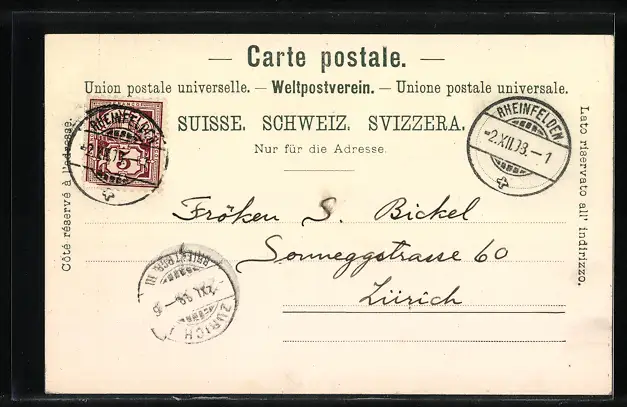 — Carte postale. —
Union postale universelle. — Weltpostverein. — Unione postale universale.
SUISSE. SCHWEIZ. SVIZZERA.
Nur für die Adresse.
Côté réservé à l'adresse.
Lato riservato all' indirizzo.
RHEINFELDEN
5
RHEINFELDEN
-2.XII.98.-1
Fröken S. Bickel
Sonneggstrasse 60
Zürich
ZÜRICH